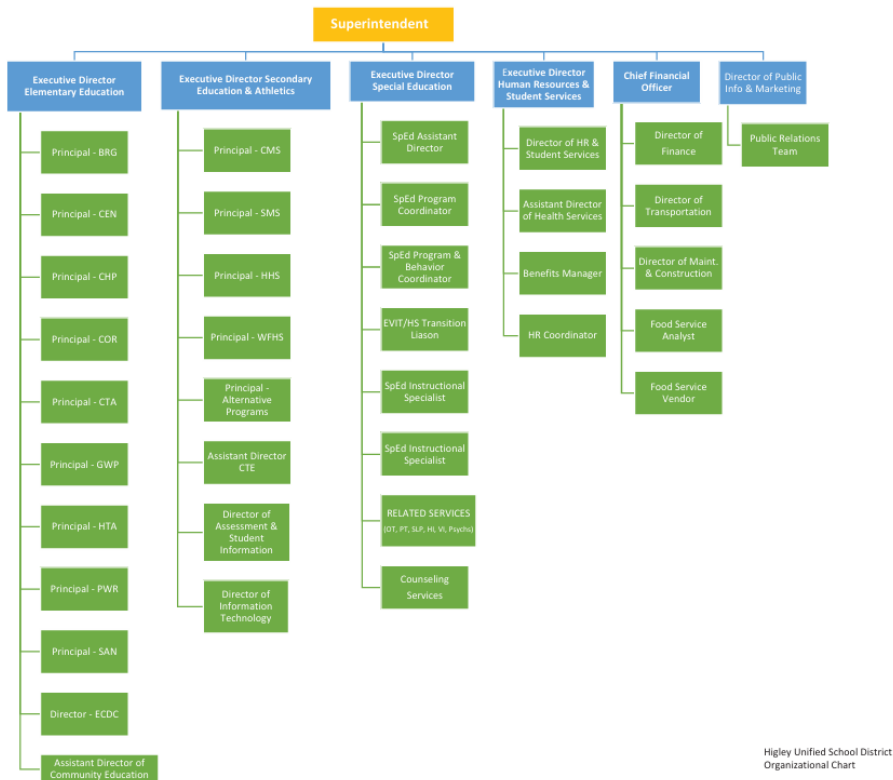 Superintendent
Executive Director
Elementary Education
Principal - BRG
Principal - CEN
Principal - CHP
Principal - COR
Principal - CTA
Principal - GWP
Principal - HTA
Principal - PWR
Principal - SAN
Director - ECDC
Assistant Director of
Community Education
Executive Director Secondary
Education & Athletics
Principal - CMS
Principal - SMS
Principal - HHS
Principal - WFHS
Principal -
Alternative
Programs
Assistant Director
CTE
Director of
Assessment &
Student
Information
Director of
Information
Technology
Executive Director
Special Education
SpEd Assistant
Director
SpEd Program
Coordinator
SpEd Program &
Behavior
Coordinator
EVIT/HS Transition
Liason
SpEd Instructional
Specialist
SpEd Instructional
Specialist
RELATED SERVICES
(OT, PT, SLP, HI, VI, Psychs)
Counseling
Services
Executive Director
Human Resources &
Student Services
Director of HR &
Student Services
Assistant Director
of Health Services
Benefits Manager
HR Coordinator
Chief Financial
Officer
Director of
Finance
Director of
Transportation
Director of Maint.
& Construction
Food Service
Analyst
Food Service
Vendor
Director of Public
Info & Marketing
Public Relations
Team
Higley Unified School District
Organizational Chart